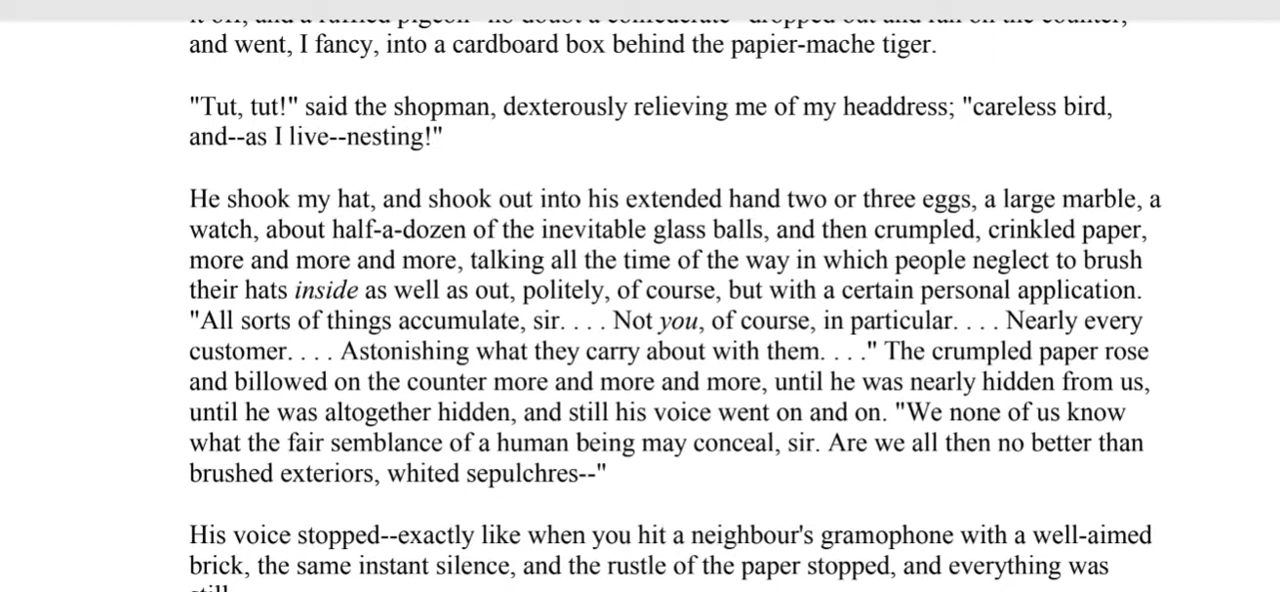 and went, I fancy, into a cardboard box behind the papier-mache tiger.
"Tut, tut!" said the shopman, dexterously relieving me of my headdress; "careless bird,
and--as I live--nesting!"
He shook my hat, and shook out into his extended hand two or three eggs, a large marble, a
watch, about half-a-dozen of the inevitable glass balls, and then crumpled, crinkled paper,
more and more and more, talking all the time of the way in which people neglect to brush
their hats inside as well as out, politely, of course, but with a certain personal application.
"All sorts of things accumulate, sir. . . . Not you, of course, in particular. . . . Nearly every
customer. . . . Astonishing what they carry about with them. . . ." The crumpled paper rose
and billowed on the counter more and more and more, until he was nearly hidden from us,
until he was altogether hidden, and still his voice went on and on. "We none of us know
what the fair semblance of a human being may conceal, sir. Are we all then no better than
brushed exteriors, whited sepulchres--"
His voice stopped--exactly like when you hit a neighbour's gramophone with a well-aimed
brick, the same instant silence, and the rustle of the paper stopped, and everything was